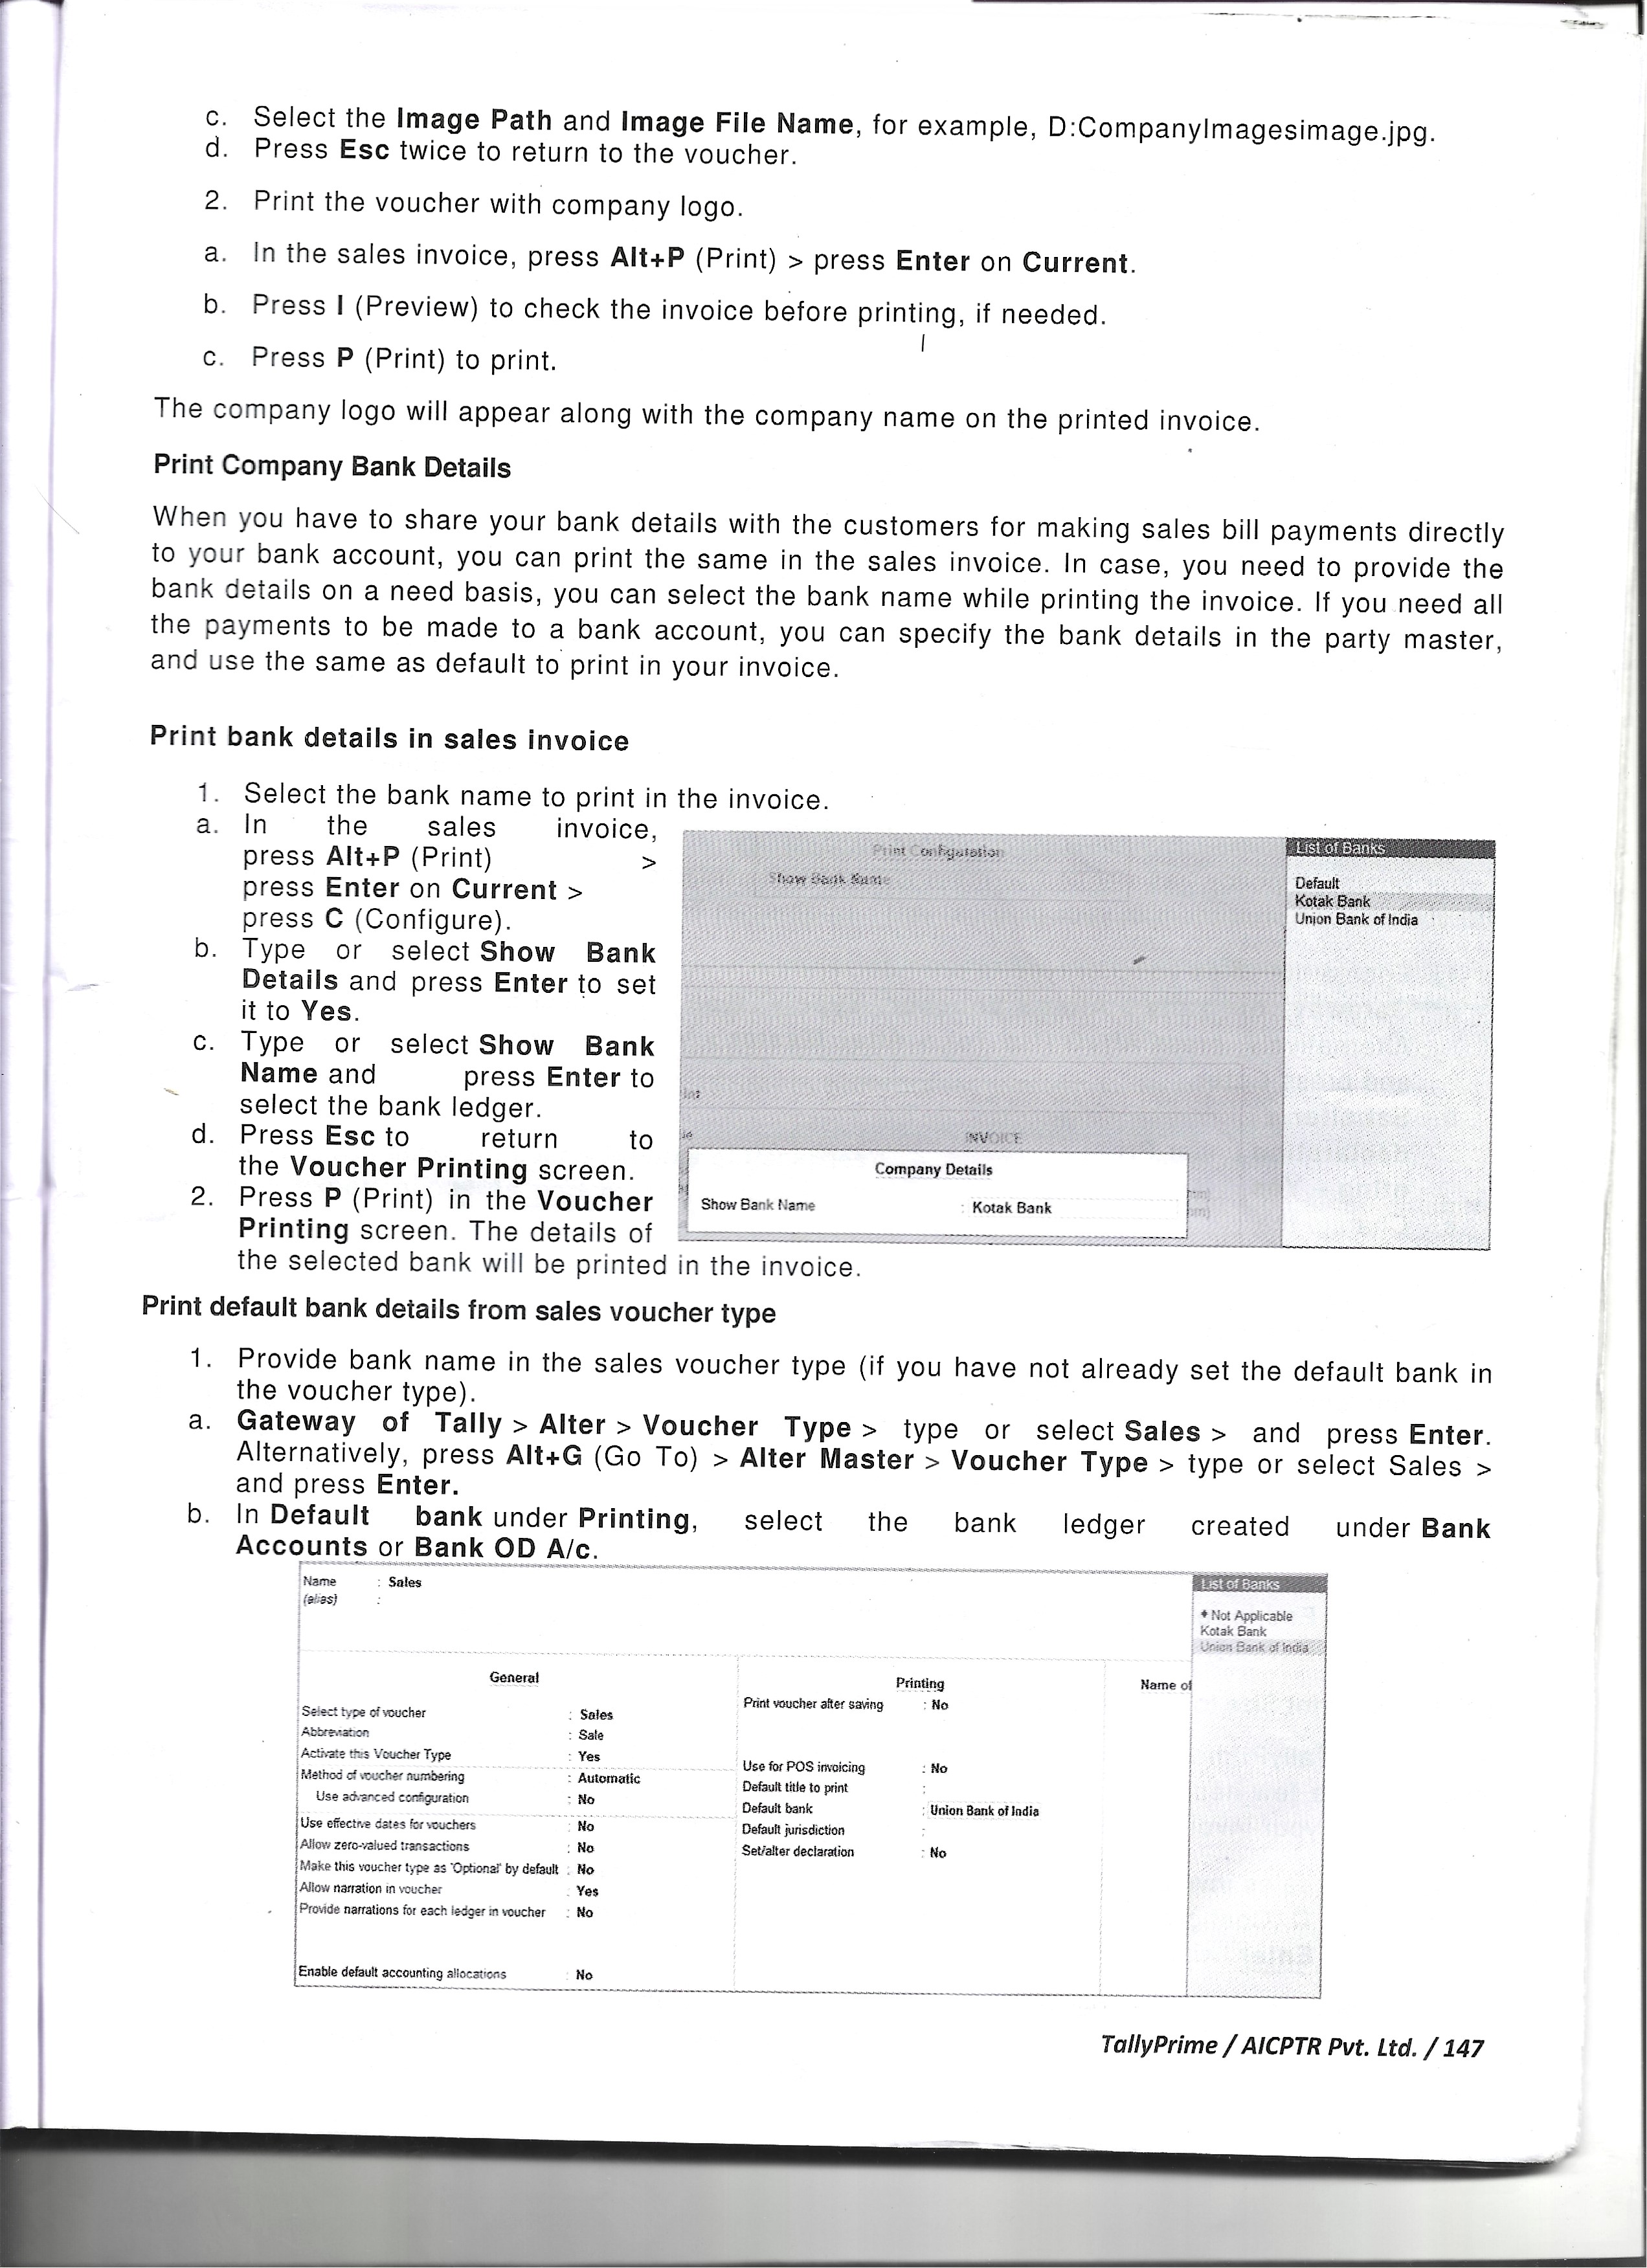 c. Select the Image Path and Image File Name, for example, D:CompanyImagesimage.jpg.
d. Press Esc twice to return to the voucher.
2. Print the voucher with company logo.
a. In the sales invoice, press Alt+P (Print) > press Enter on Current.
b. Press I (Preview) to check the invoice before printing, if needed.
c. Press P (Print) to print.
The company logo will appear along with the company name on the printed invoice.
Print Company Bank Details
When you have to share your bank details with the customers for making sales bill payments directly
to your bank account, you can print the same in the sales invoice. In case, you need to provide the
bank details on a need basis, you can select the bank name while printing the invoice. If you need all
the payments to be made to a bank account, you can specify the bank details in the party master,
and use the same as default to print in your invoice.
Print bank details in sales invoice
1. Select the bank name to print in the invoice.
a. In the sales invoice,
press Alt+P (Print) >
press Enter on Current >
press C (Configure).
b. Type or select Show Bank
Details and press Enter to set
it to Yes.
c. Type or select Show Bank
Name and press Enter to
select the bank ledger.
d. Press Esc to return to
the Voucher Printing screen.
2. Press P (Print) in the Voucher
Printing screen. The details of
the selected bank will be printed in the invoice.
Print Configuration
Show Bank Name
INVOICE
Company Details
Show Bank Name : Kotak Bank
List of Banks
Default
Kotak Bank
Union Bank of India
Print default bank details from sales voucher type
1. Provide bank name in the sales voucher type (if you have not already set the default bank in
the voucher type).
a. Gateway of Tally > Alter > Voucher Type > type or select Sales > and press Enter.
Alternatively, press Alt+G (Go To) > Alter Master > Voucher Type > type or select Sales >
and press Enter.
b. In Default bank under Printing, select the bank ledger created under Bank
Accounts or Bank OD A/c.
Name : Sales
(alias) :
General
Select type of voucher : Sales
Abbreviation : Sale
Activate this Voucher Type : Yes
Method of voucher numbering : Automatic
Use advanced configuration : No
Use effective dates for vouchers : No
Allow zero-valued transactions : No
Make this voucher type as 'Optional' by default : No
Allow narration in voucher : Yes
Provide narrations for each ledger in voucher : No
Enable default accounting allocations : No
Printing
Print voucher after saving : No
Use for POS invoicing : No
Default title to print :
Default bank : Union Bank of India
Default jurisdiction :
Set/alter declaration : No
Name of
List of Banks
♦ Not Applicable
Kotak Bank
Union Bank of India
TallyPrime / AICPTR Pvt. Ltd. / 147